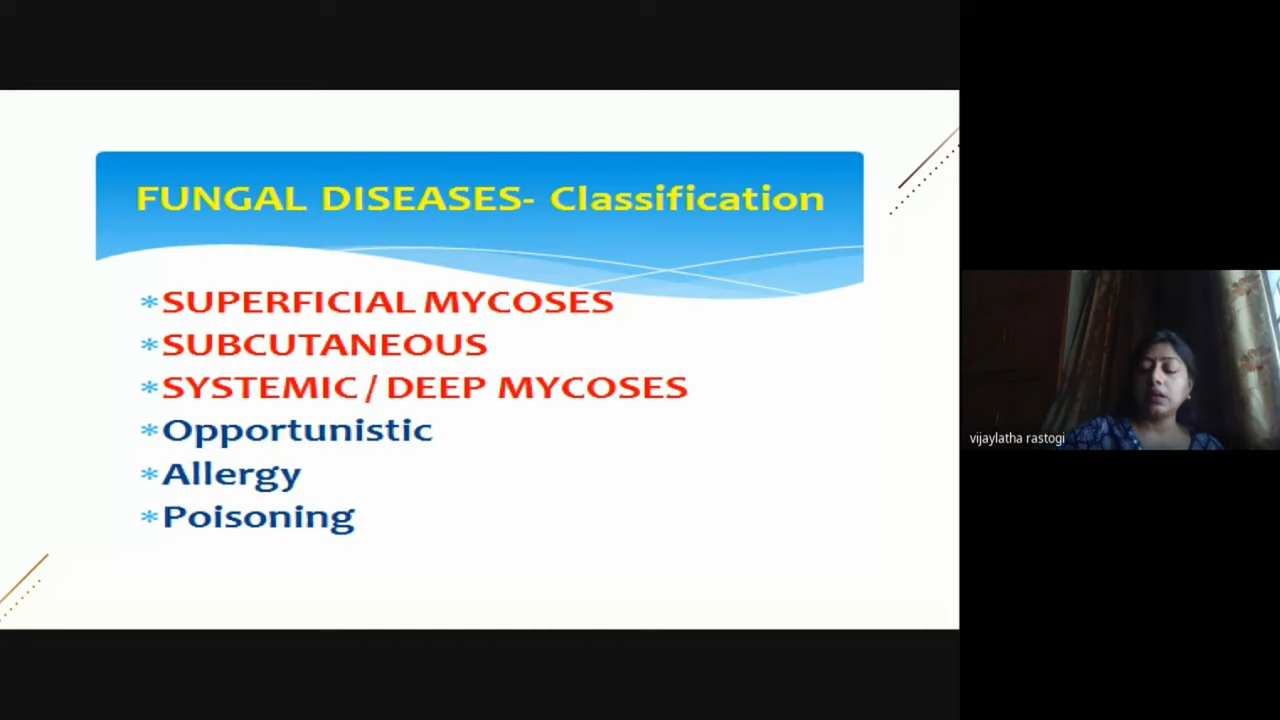 FUNGAL DISEASES- Classification
*SUPERFICIAL MYCOSES
*SUBCUTANEOUS
*SYSTEMIC / DEEP MYCOSES
*Opportunistic
*Allergy
*Poisoning
vijaylatha rastogi